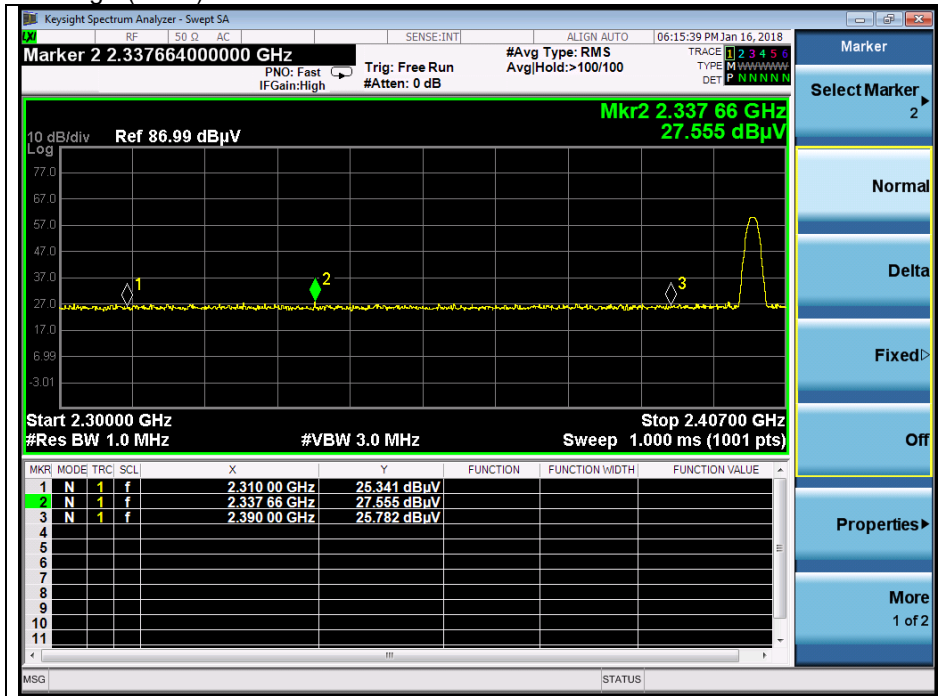 Keysight Spectrum Analyzer - Swept SA
LXI RF 50 Ω AC SENSE:INT ALIGN AUTO 06:15:39 PM Jan 16, 2018
Marker 2 2.337664000000 GHz
PNO: Fast
IFGain:High
Trig: Free Run
#Atten: 0 dB
#Avg Type: RMS
Avg|Hold:>100/100
TRACE 1 2 3 4 5 6
TYPE M WWWWW
DET P N N N N N
Mkr2 2.337 66 GHz
27.555 dBµV
10 dB/div Ref 86.99 dBµV
Log
77.0
67.0
57.0
47.0
37.0
27.0
17.0
6.99
-3.01
1
2
3
Start 2.30000 GHz Stop 2.40700 GHz
#Res BW 1.0 MHz #VBW 3.0 MHz Sweep 1.000 ms (1001 pts)
MKR MODE TRC SCL X Y FUNCTION FUNCTION WIDTH FUNCTION VALUE
1 N 1 f 2.310 00 GHz 25.341 dBµV
2 N 1 f 2.337 66 GHz 27.555 dBµV
3 N 1 f 2.390 00 GHz 25.782 dBµV
4
5
6
7
8
9
10
11
MSG STATUS
Marker
Select Marker
2
Normal
Delta
Fixed
Off
Properties
More
1 of 2